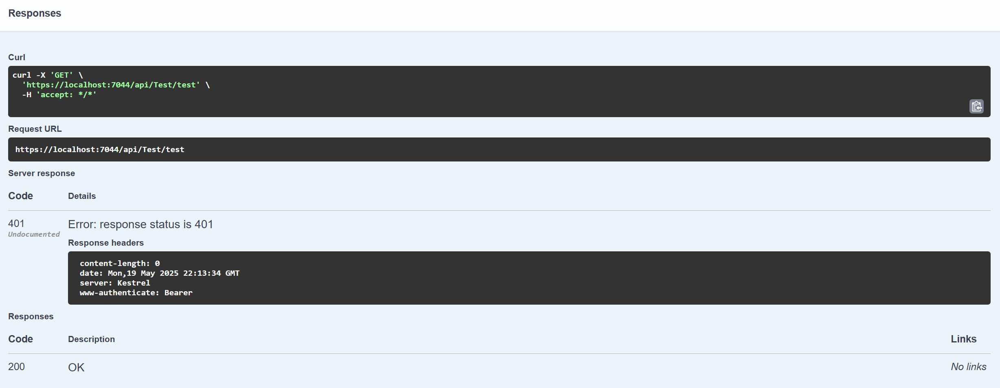 Responses
Curl
curl -X 'GET' \
  'https://localhost:7044/api/Test/test' \
  -H 'accept: */*'
Request URL
https://localhost:7044/api/Test/test
Server response
Code Details
401 Error: response status is 401
Undocumented
Response headers
content-length: 0
date: Mon,19 May 2025 22:13:34 GMT
server: Kestrel
www-authenticate: Bearer
Responses
Code Description Links
200 OK No links